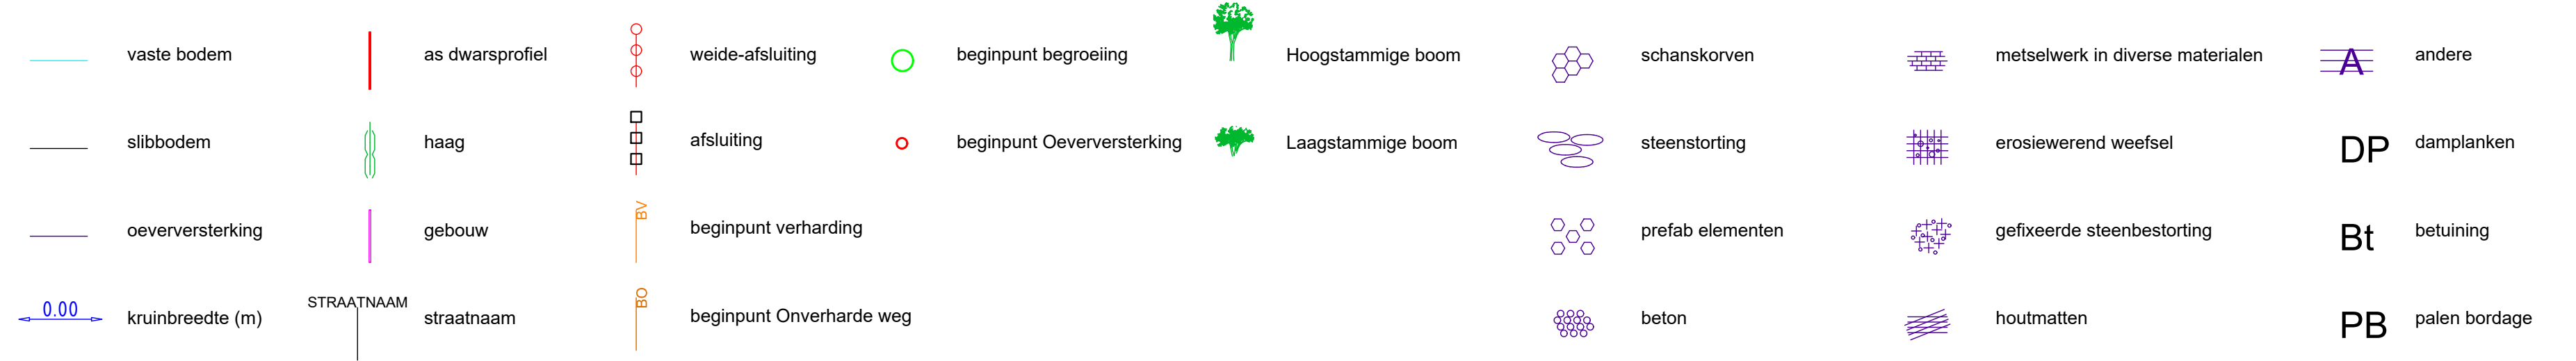 vaste bodem
as dwarsprofiel
weide-afsluiting
beginpunt begroeiing
Hoogstammige boom
schanskorven
metselwerk in diverse materialen
A andere
slibbodem
haag
afsluiting
beginpunt Oeverversterking
Laagstammige boom
steenstorting
erosiewerend weefsel
DP damplanken
oeverversterking
gebouw
BV beginpunt verharding
prefab elementen
gefixeerde steenbestorting
Bt betuining
0.00 kruinbreedte (m)
STRAATNAAM straatnaam
BO beginpunt Onverharde weg
beton
houtmatten
PB palen bordage